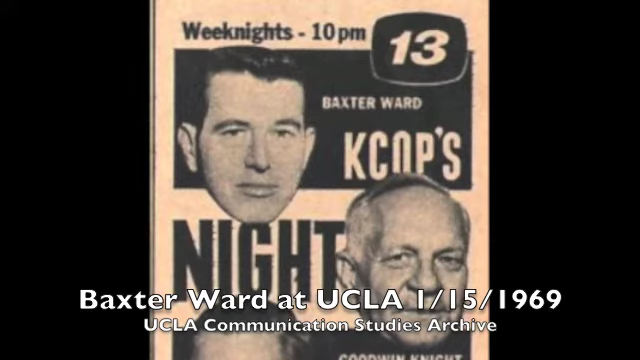 Weeknights - 10 pm
13
BAXTER WARD
KCOP'S
NIGHT
Baxter Ward at UCLA 1/15/1969
UCLA Communication Studies Archive
GOODWIN KNIGHT